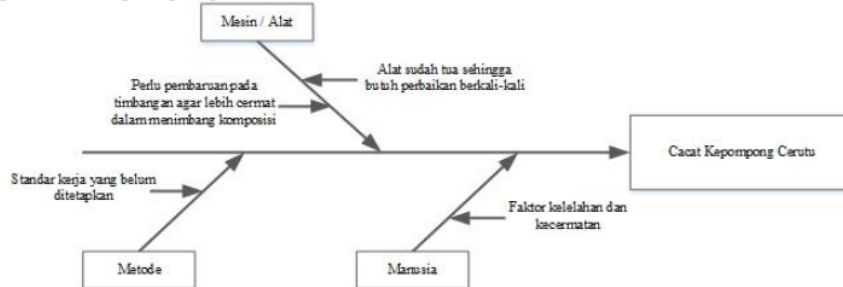 Mesin / Alat
Alat sudah tua sehingga
butuh perbaikan berkali-kali
Perlu pembaruan pada
timbangan agar lebih cermat
dalam menimbang komposisi
Cacat Kepompong Cerutu
Standar kerja yang belum
ditetapkan
Faktor kelelahan dan
kecermatan
Metode
Manusia